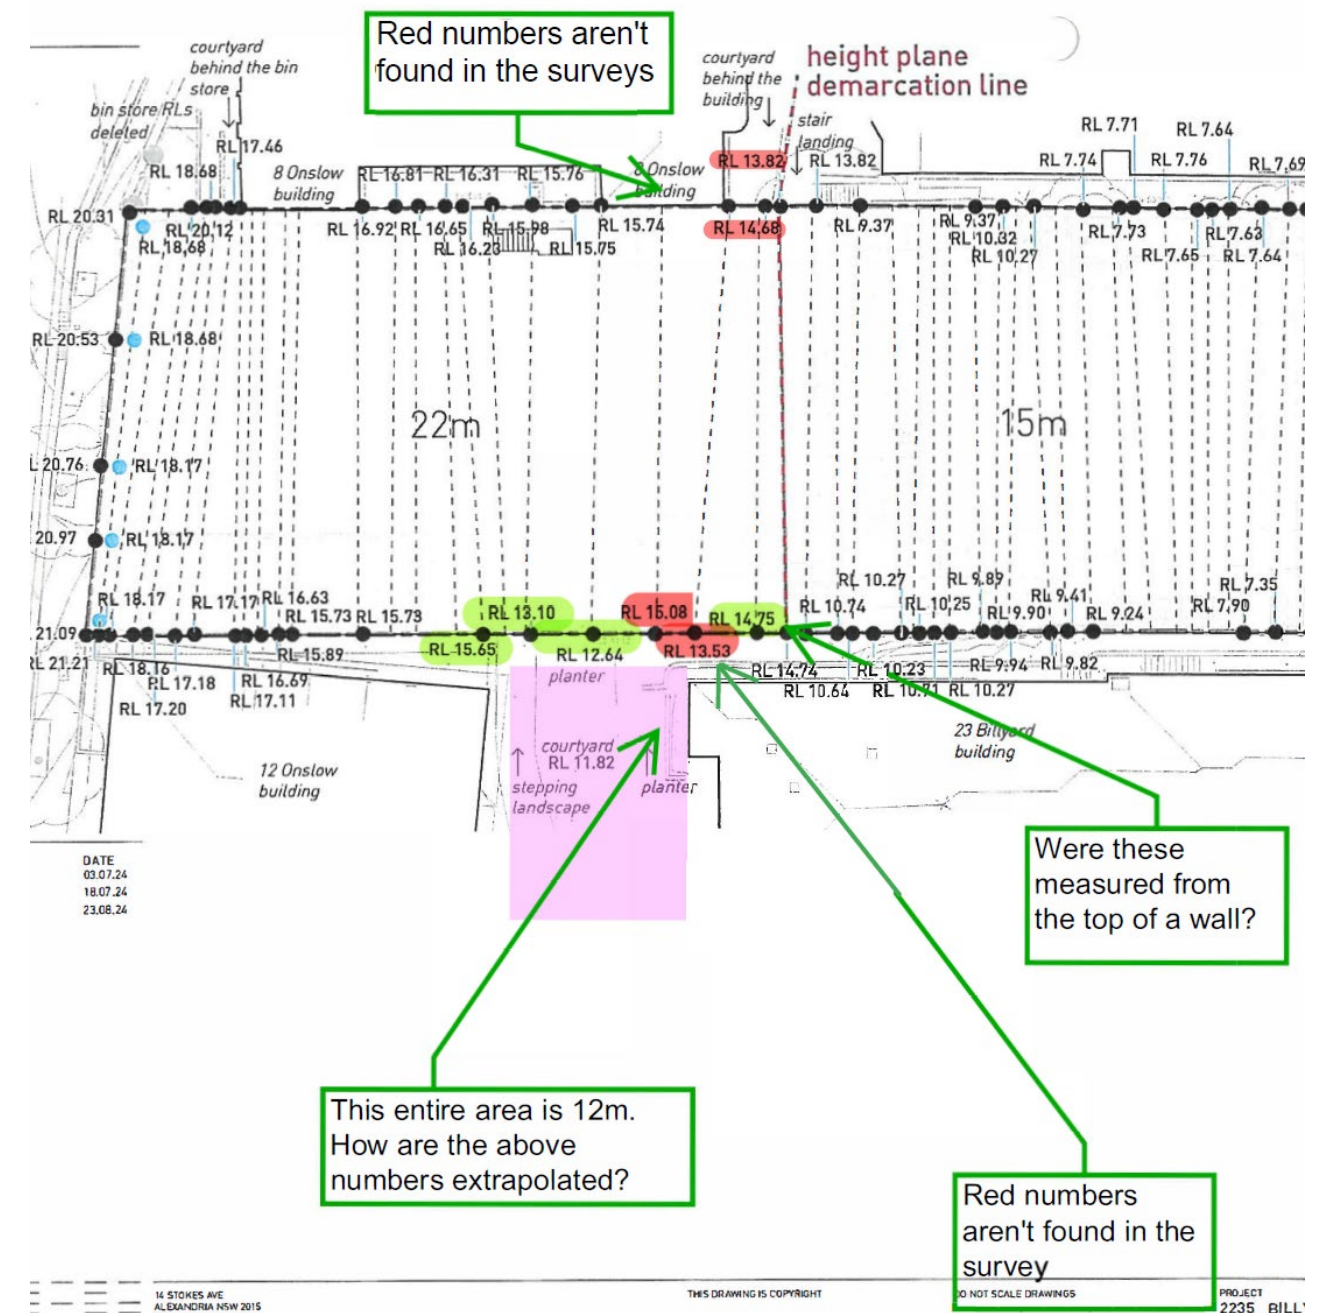 Red numbers aren't
found in the surveys
courtyard
behind the bin
store
bin store RLs
deleted
courtyard
behind the
building
height plane
demarcation line
stair
landing
RL 17.46
RL 18.68
8 Onslow
building
RL 16.81
RL 16.31
RL 15.76
8 Onslow
building
RL 13.82
RL 13.82
RL 7.74
RL 7.71
RL 7.76
RL 7.64
RL 7.69
RL 20.31
RL 20.12
RL 18.68
RL 16.92
RL 16.65
RL 16.23
RL 15.98
RL 15.75
RL 15.74
RL 14.68
RL 9.37
RL 9.37
RL 10.32
RL 10.27
RL 7.73
RL 7.65
RL 7.63
RL 7.64
RL 20.53
RL 18.68
22m
15m
L 20.76
RL 18.17
20.97
RL 18.17
RL 18.17
RL 17.17
RL 16.63
RL 15.73
RL 15.73
RL 13.10
RL 15.08
RL 14.75
RL 10.74
RL 10.27
RL 10.25
RL 9.89
RL 9.90
RL 9.41
RL 9.24
RL 7.90
RL 7.35
21.09
RL 21.21
RL 18.16
RL 17.18
RL 17.20
RL 16.69
RL 17.11
RL 15.89
RL 15.65
RL 12.64
RL 13.53
RL 14.74
RL 10.64
RL 10.23
RL 10.71
RL 10.27
RL 9.94
RL 9.82
planter
courtyard
RL 11.82
stepping
landscape
planter
12 Onslow
building
23 Billyard
building
DATE
03.07.24
18.07.24
23.08.24
Were these
measured from
the top of a wall?
This entire area is 12m.
How are the above
numbers extrapolated?
Red numbers
aren't found in the
survey
14 STOKES AVE
ALEXANDRIA NSW 2015
THIS DRAWING IS COPYRIGHT
DO NOT SCALE DRAWINGS
PROJECT
2235 BILLY